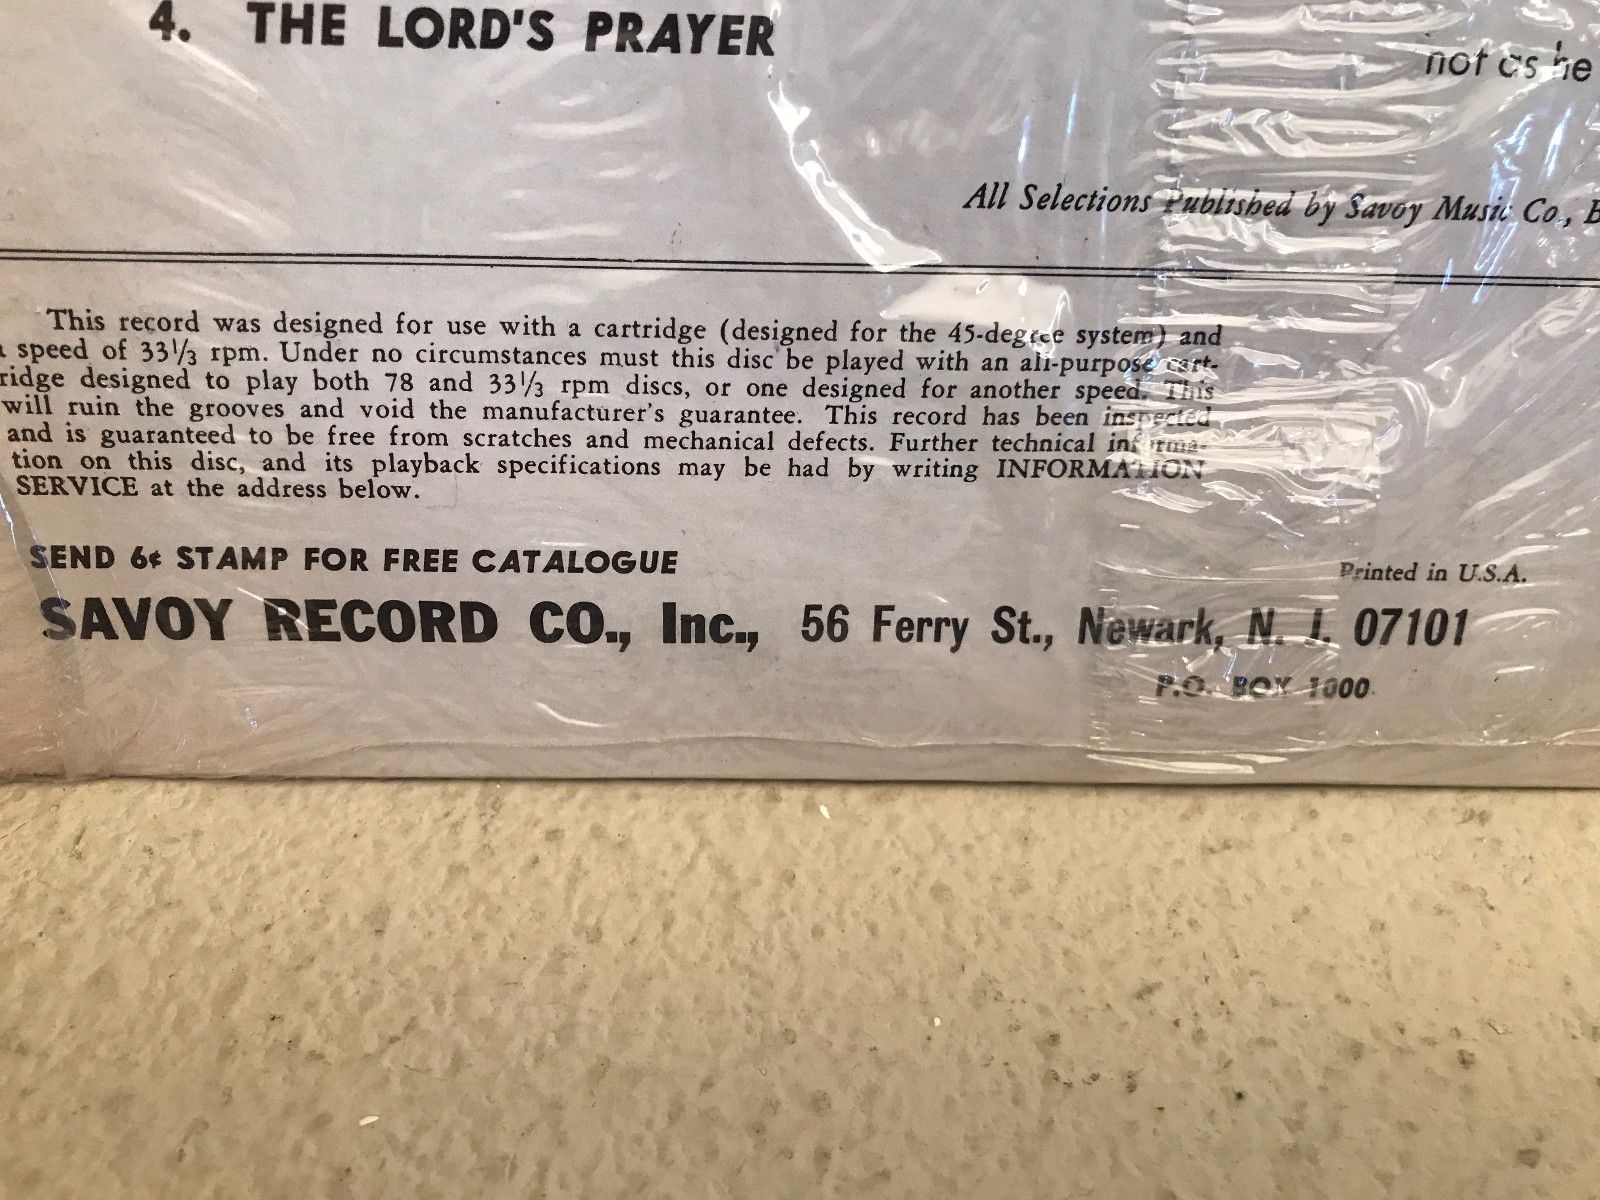 4. THE LORD'S PRAYER
not as he
All Selections Published by Savoy Music Co., B
This record was designed for use with a cartridge (designed for the 45-degree system) and
a speed of 33⅓ rpm. Under no circumstances must this disc be played with an all-purpose cart-
ridge designed to play both 78 and 33⅓ rpm discs, or one designed for another speed. This
will ruin the grooves and void the manufacturer's guarantee. This record has been inspected
and is guaranteed to be free from scratches and mechanical defects. Further technical informa-
tion on this disc, and its playback specifications may be had by writing INFORMATION
SERVICE at the address below.
SEND 6¢ STAMP FOR FREE CATALOGUE
Printed in U.S.A.
SAVOY RECORD CO., Inc., 56 Ferry St., Newark, N. J. 07101
P.O. BOX 1000